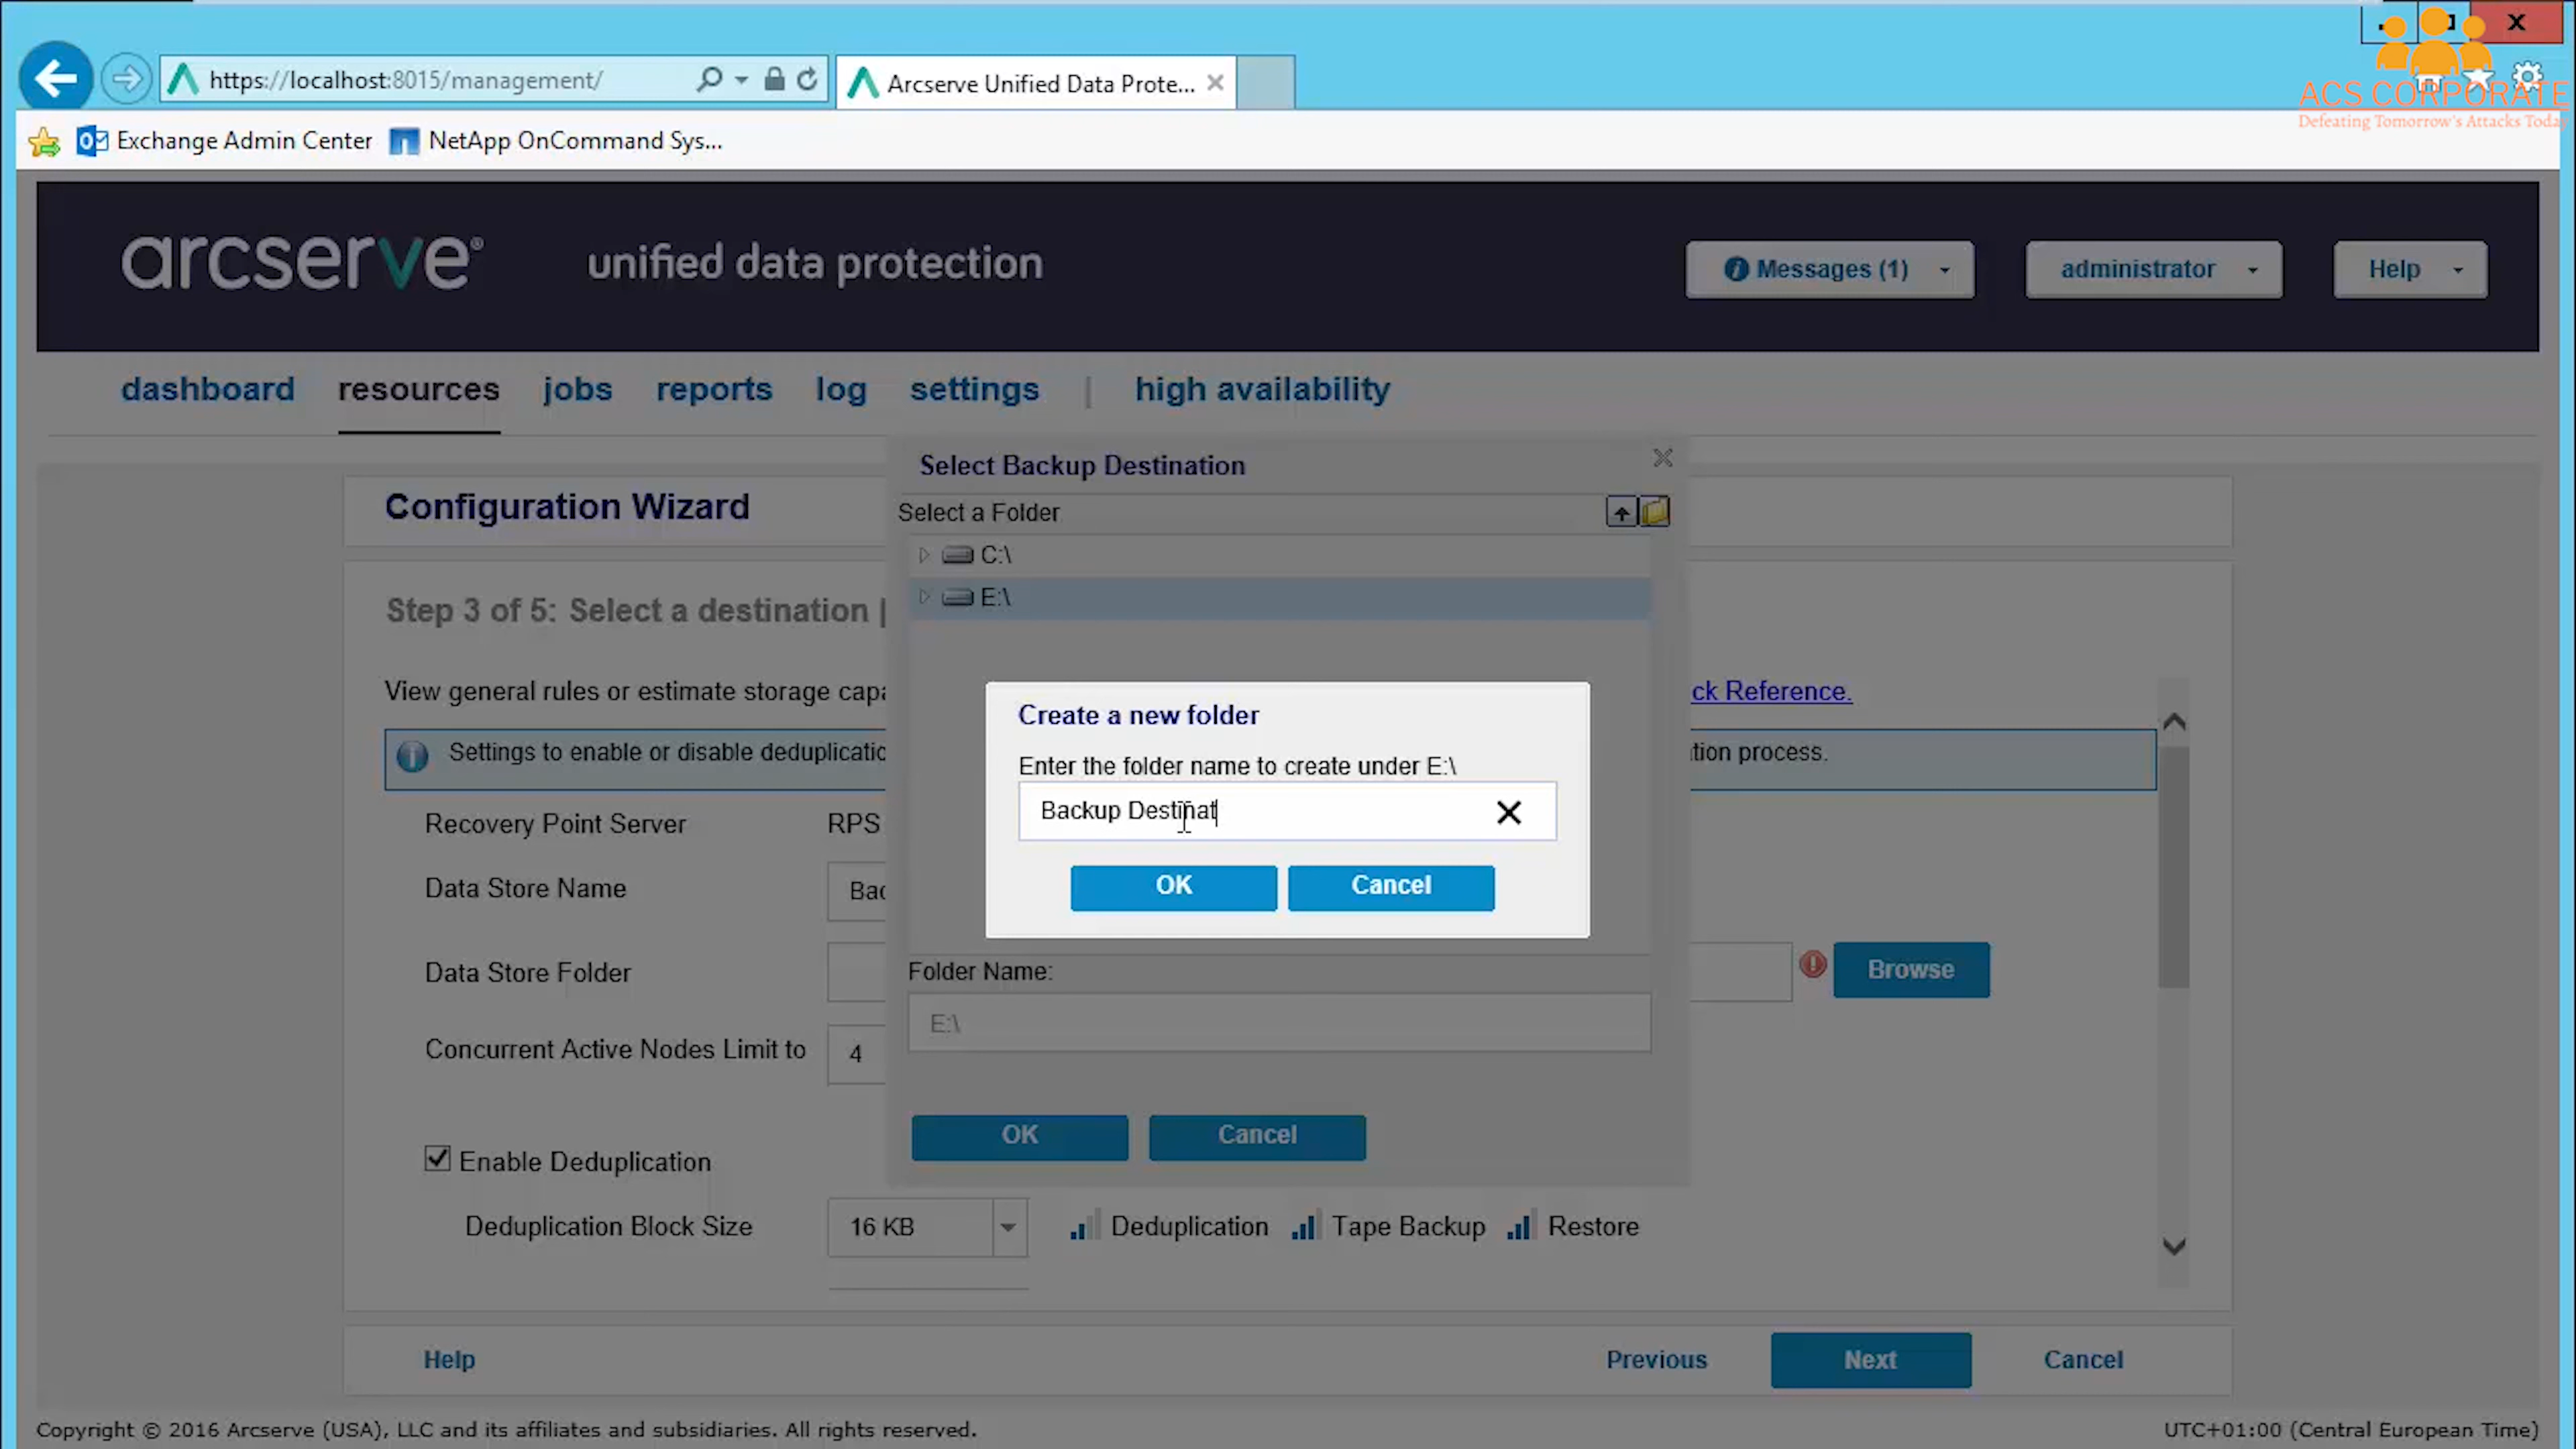 https://localhost:8015/management/
Arcserve Unified Data Prote...
ACS CORPORATE
Defeating Tomorrow's Attacks Today
Exchange Admin Center
NetApp OnCommand Sys...
arcserve®
unified data protection
Messages (1)
administrator
Help
dashboard
resources
jobs
reports
log
settings
|
high availability
Select Backup Destination
Configuration Wizard
Select a Folder
C:\
E:\
Step 3 of 5: Select a destination |
View general rules or estimate storage capa
ck Reference.
Settings to enable or disable deduplicatio
tion process.
Create a new folder
Enter the folder name to create under E:\
Backup Destinat
OK
Cancel
Recovery Point Server
RPS
Data Store Name
Bac
Data Store Folder
Browse
Folder Name:
E:\
Concurrent Active Nodes Limit to
4
OK
Cancel
Enable Deduplication
Deduplication Block Size
16 KB
Deduplication
Tape Backup
Restore
Help
Previous
Next
Cancel
Copyright © 2016 Arcserve (USA), LLC and its affiliates and subsidiaries. All rights reserved.
UTC+01:00 (Central European Time)